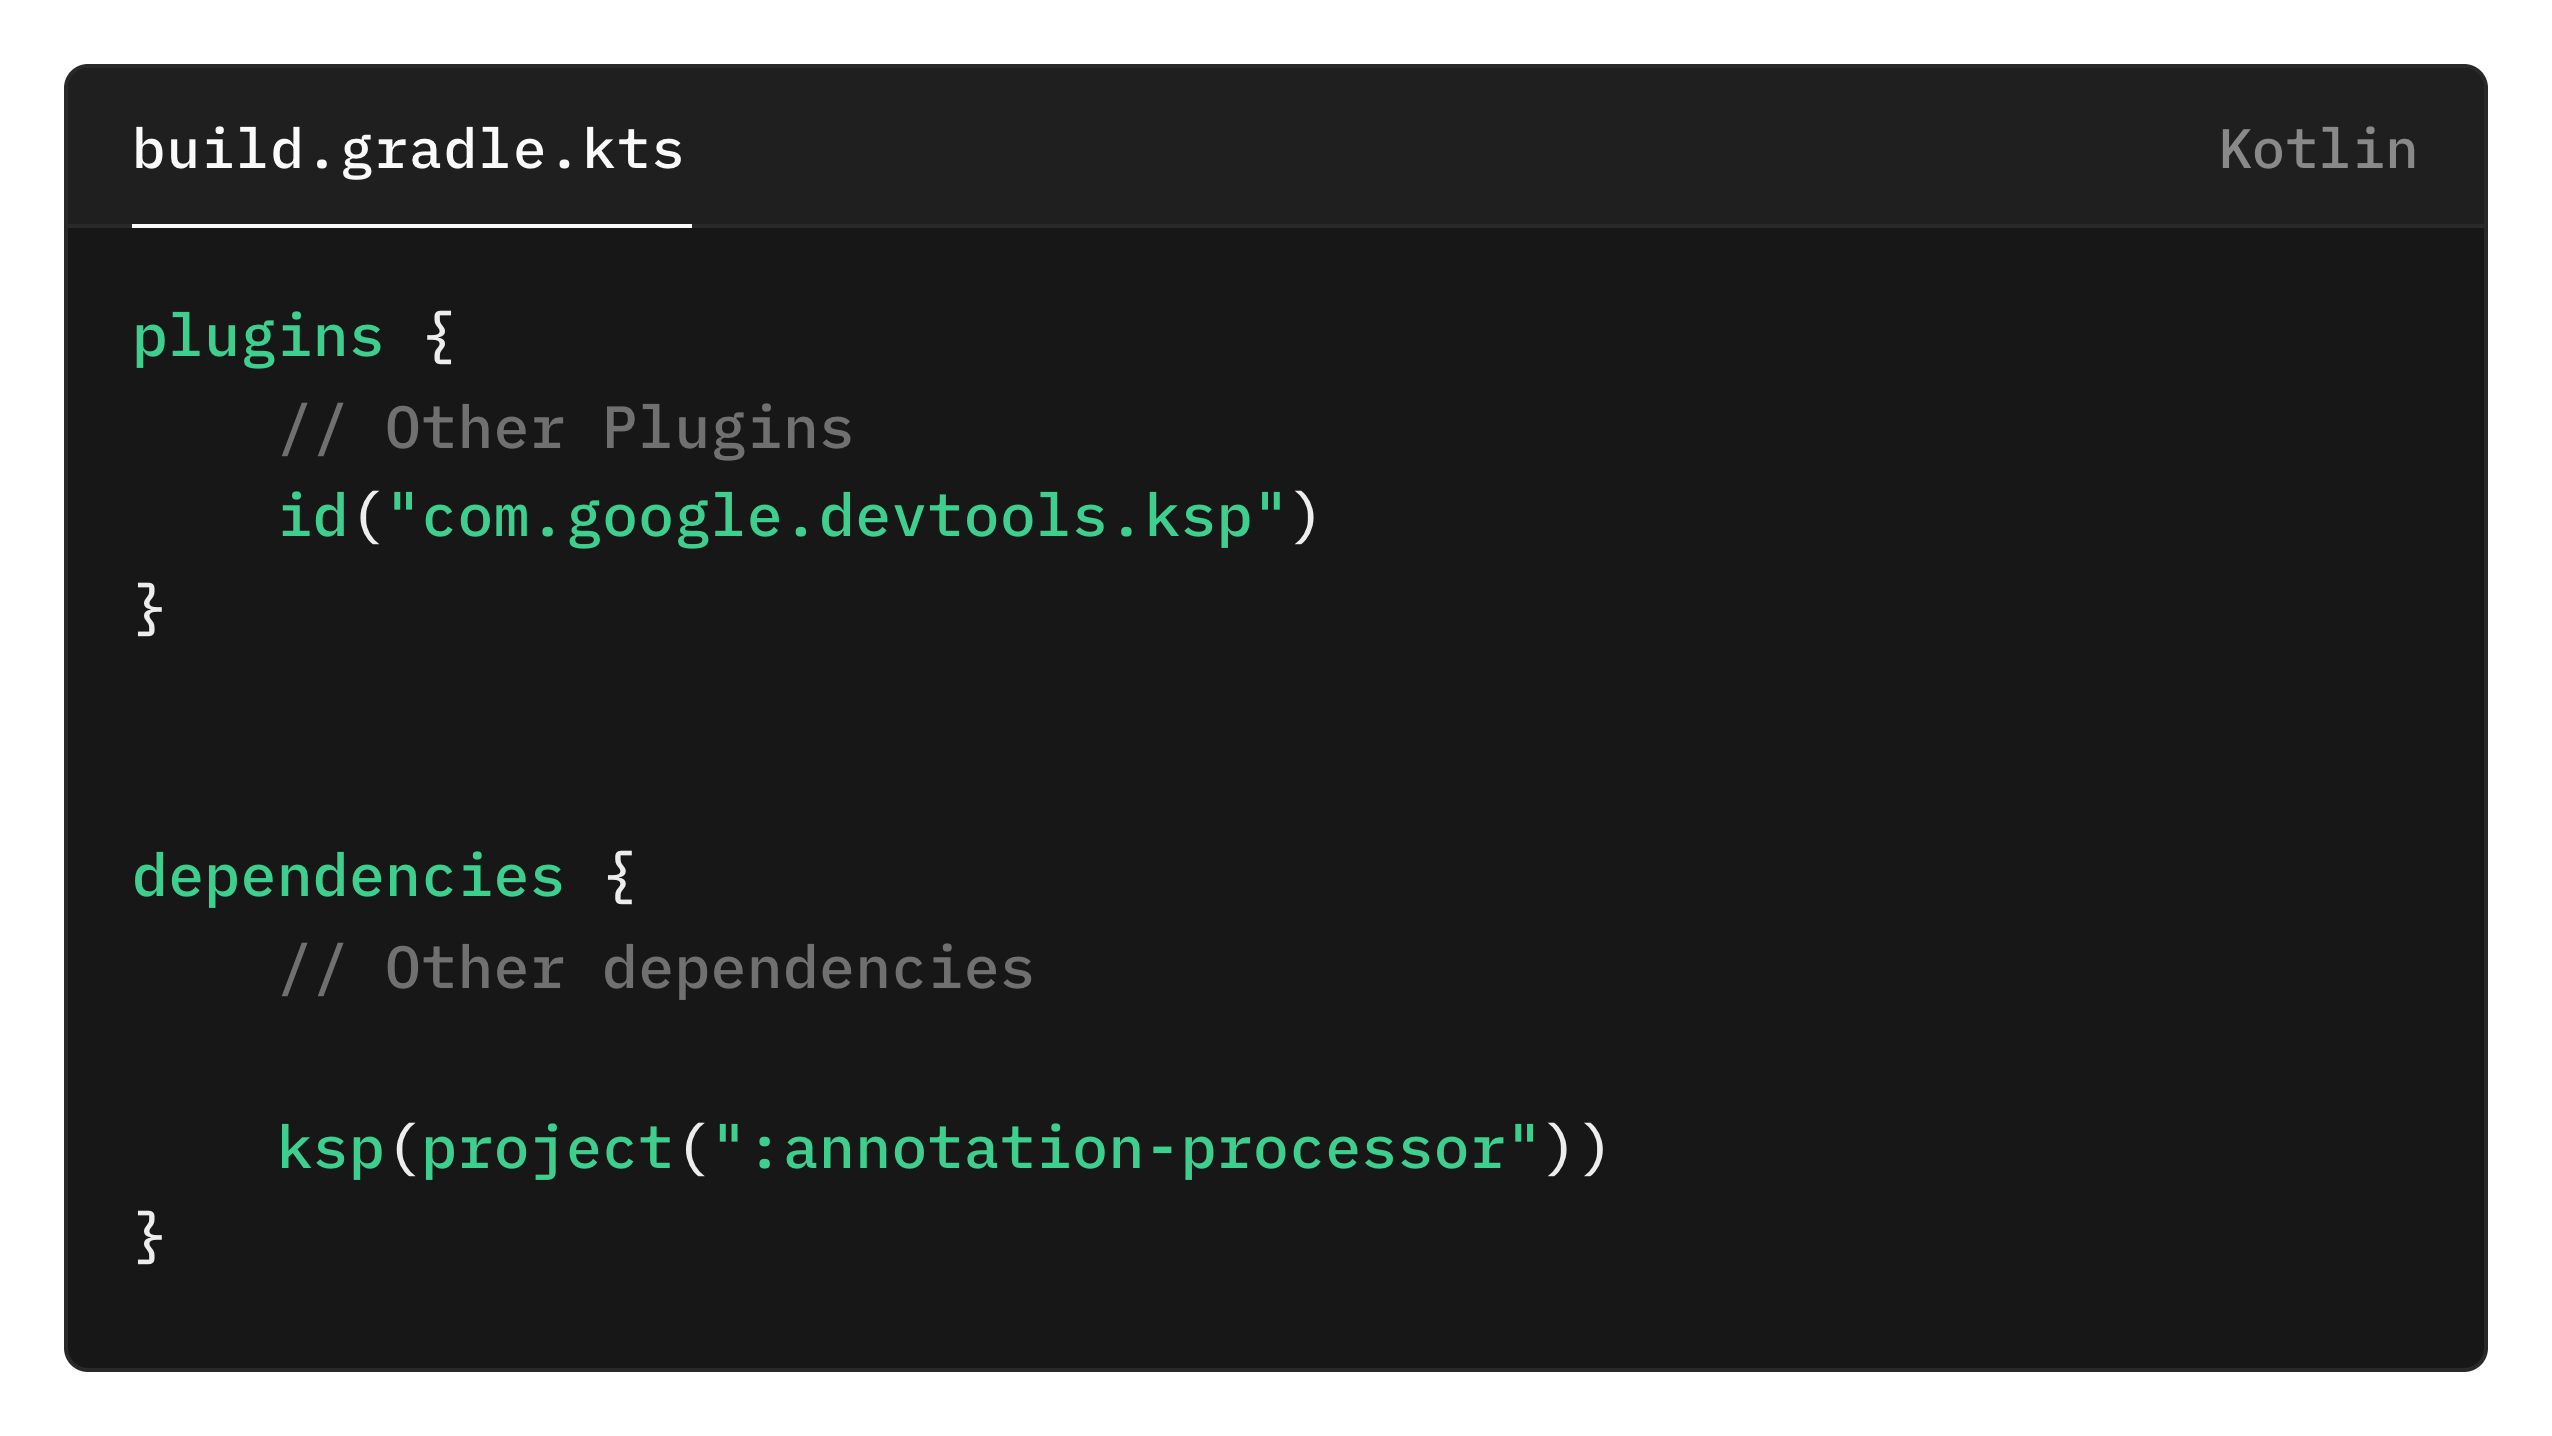 build.gradle.kts
Kotlin
plugins {
    // Other Plugins
    id("com.google.devtools.ksp")
}
dependencies {
    // Other dependencies
    ksp(project(":annotation-processor"))
}